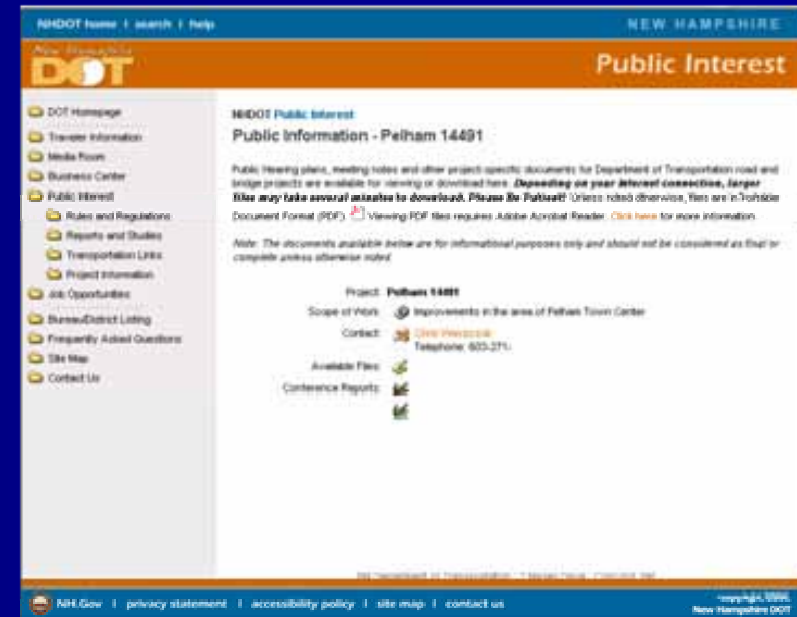 NHDOT home | search | help
NEW HAMPSHIRE
New Hampshire
DOT
Public Interest
DOT Homepage
Traveler Information
Media Room
Business Center
Public Interest
Rules and Regulations
Reports and Studies
Transportation Links
Project Information
Job Opportunities
Bureau/District Listing
Frequently Asked Questions
Site Map
Contact Us
NHDOT Public Interest
Public Information - Pelham 14491
Public Hearing plans, meeting notes and other project-specific documents for Department of Transportation road and
bridge projects are available for viewing or download here. Depending on your internet connection, larger
files may take several minutes to download. Please Be Patient! Unless noted otherwise, files are in Portable
Document Format (PDF). Viewing PDF files requires Adobe Acrobat Reader. Click here for more information.
Note: The documents available below are for informational purposes only and should not be considered as final or
complete unless otherwise noted.
Project: Pelham 14491
Scope of Work: Improvements in the area of Pelham Town Center
Contact: Chris
Telephone: 603-271-
Available Files:
Conference Reports:
NH.Gov | privacy statement | accessibility policy | site map | contact us
copyright
New Hampshire DOT